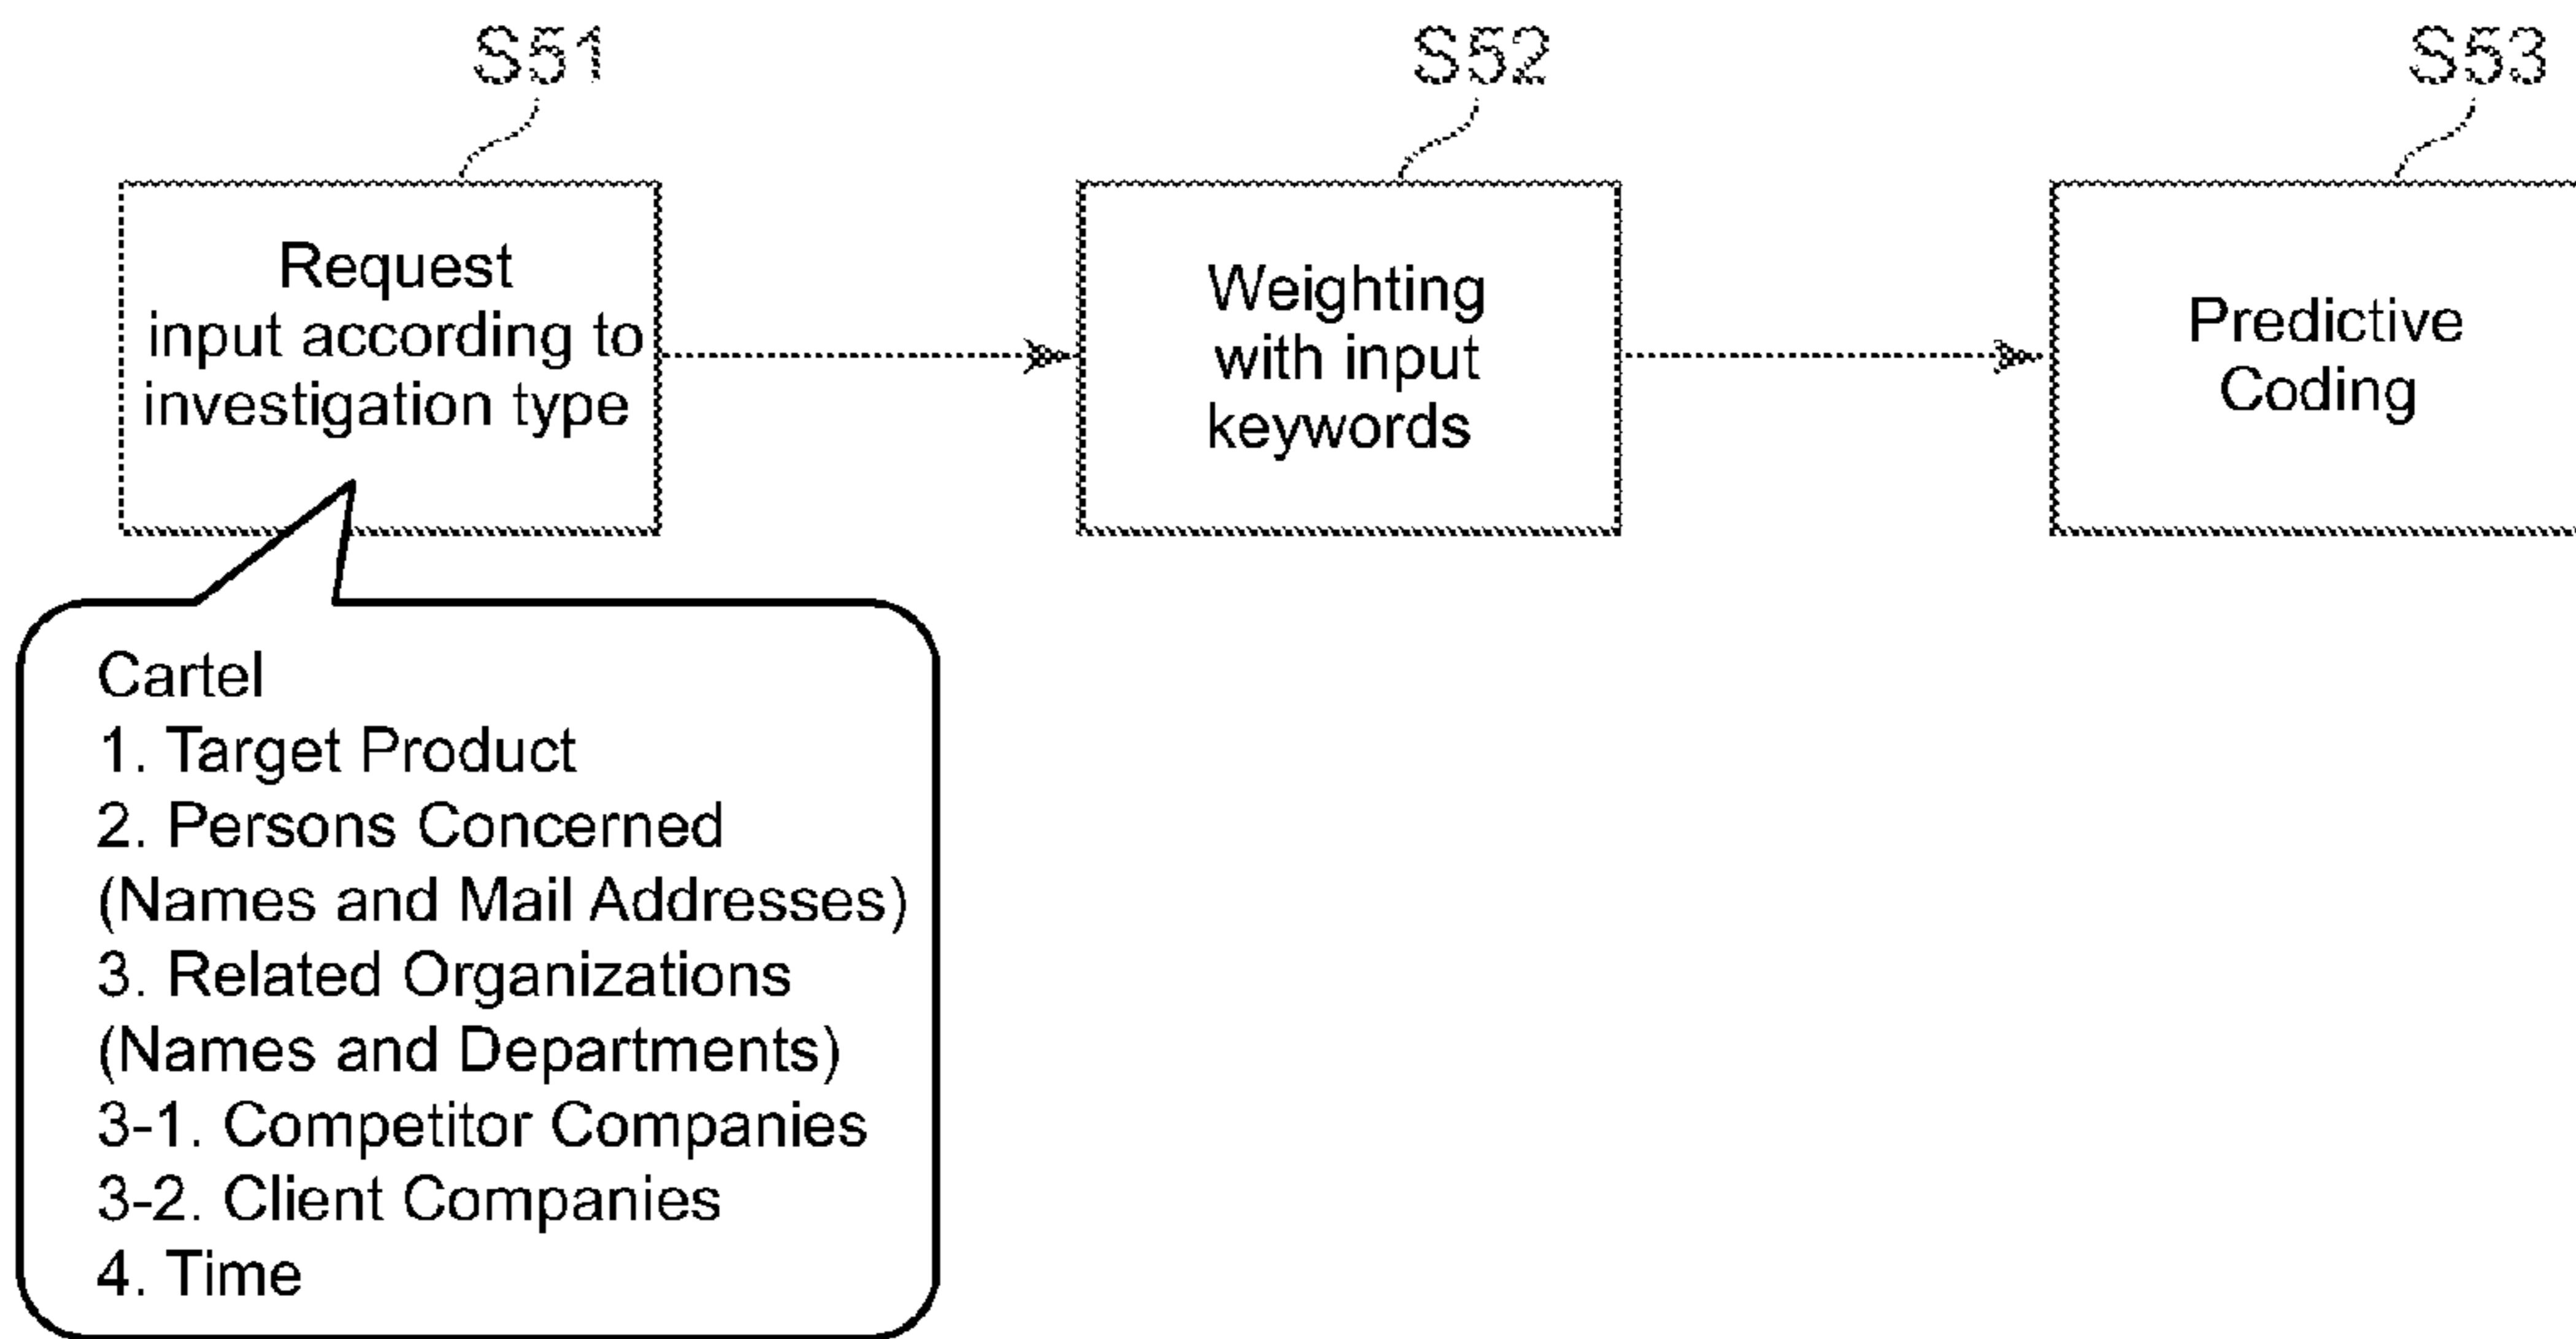 S51
S52
S53
Request
input according to
investigation type
Weighting
with input
keywords
Predictive
Coding
Cartel
1. Target Product
2. Persons Concerned
(Names and Mail Addresses)
3. Related Organizations
(Names and Departments)
3-1. Competitor Companies
3-2. Client Companies
4. Time